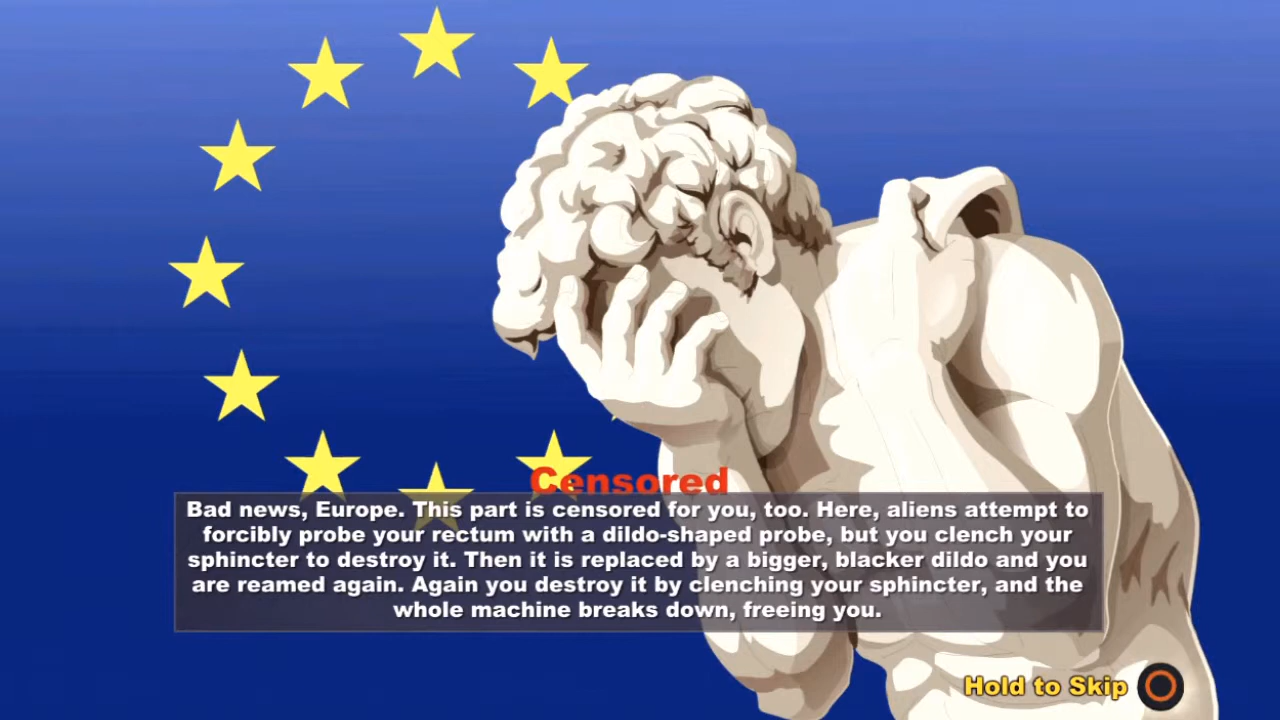 Censored
Bad news, Europe. This part is censored for you, too. Here, aliens attempt to
forcibly probe your rectum with a dildo-shaped probe, but you clench your
sphincter to destroy it. Then it is replaced by a bigger, blacker dildo and you
are reamed again. Again you destroy it by clenching your sphincter, and the
whole machine breaks down, freeing you.
Hold to Skip